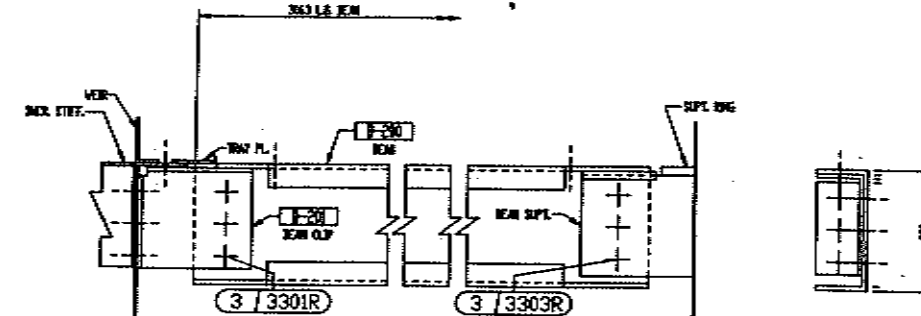 WEIR
BACK STIFF.
TRAY PL.
BEAM
SUPT. RING
BEAM CLIP
BEAM SUPT.
3 / 3301R
3 / 3303R